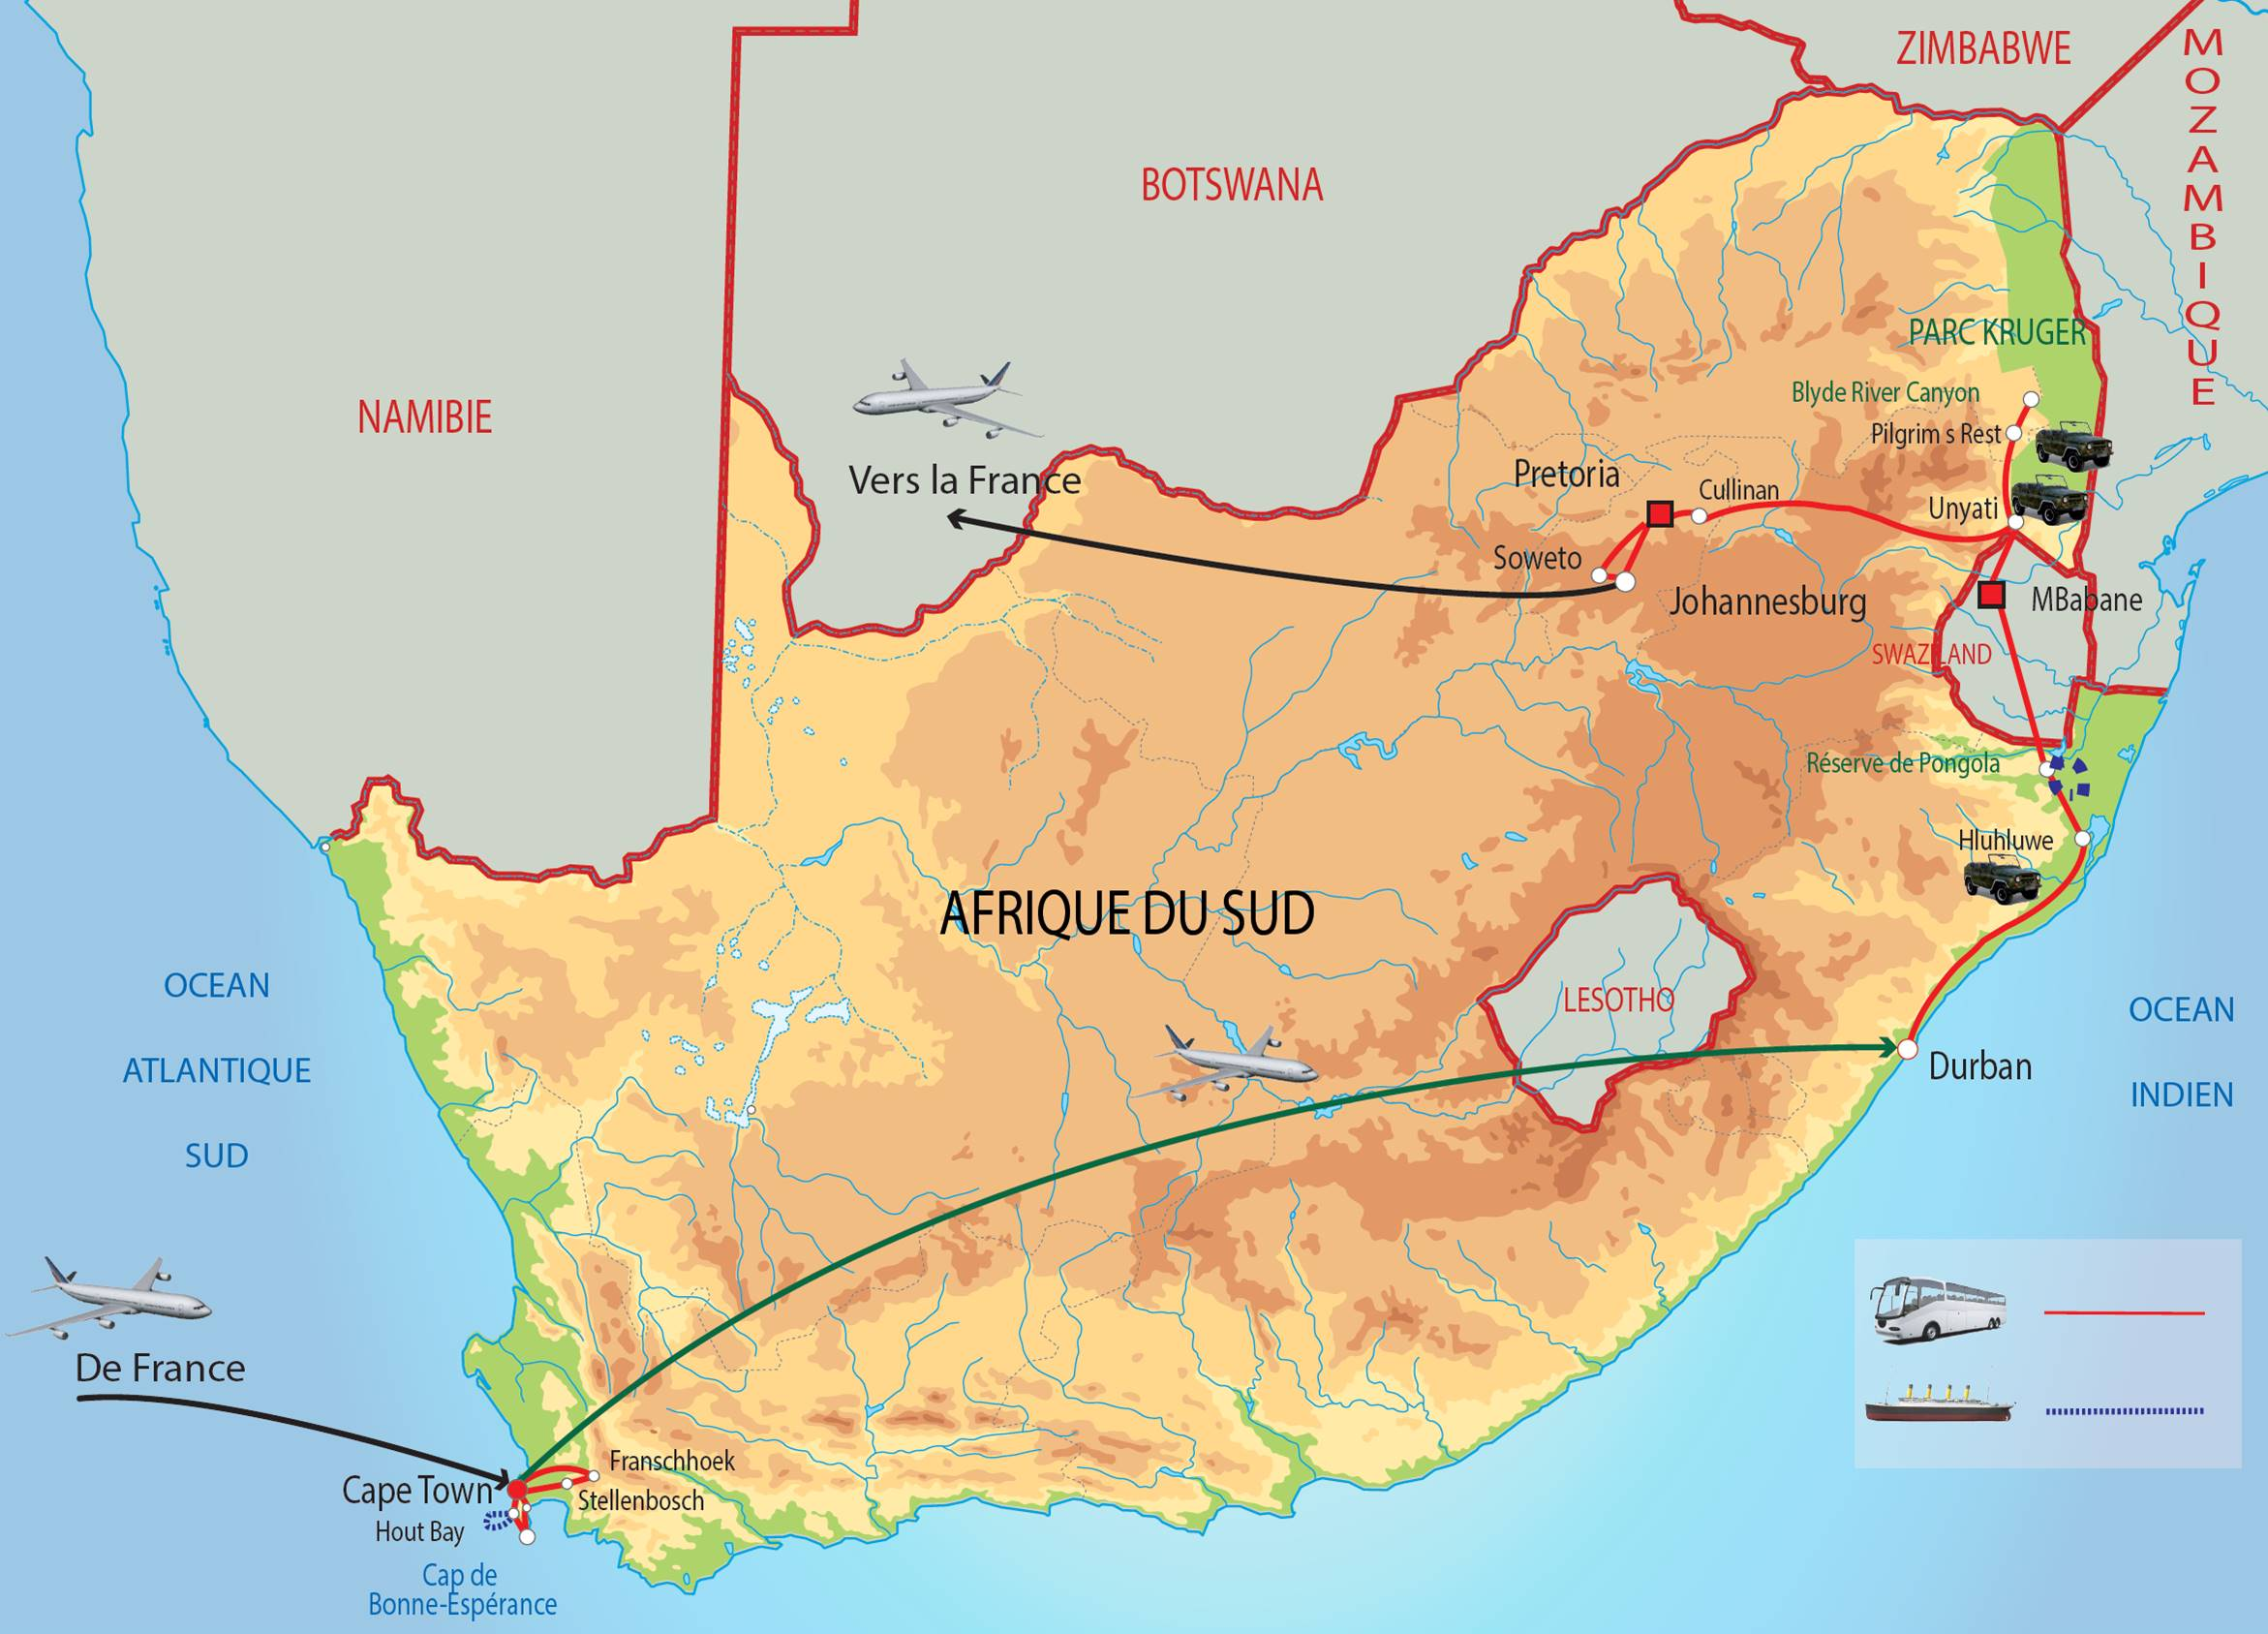 ZIMBABWE
MOZAMBIQUE
BOTSWANA
NAMIBIE
PARC KRUGER
Blyde River Canyon
Pilgrim s Rest
Vers la France
Pretoria
Cullinan
Unyati
Soweto
Johannesburg
MBabane
SWAZILAND
Réserve de Pongola
Hluhluwe
AFRIQUE DU SUD
LESOTHO
OCEAN
ATLANTIQUE
SUD
OCEAN
INDIEN
Durban
De France
Franschhoek
Cape Town
Stellenbosch
Hout Bay
Cap de
Bonne-Espérance